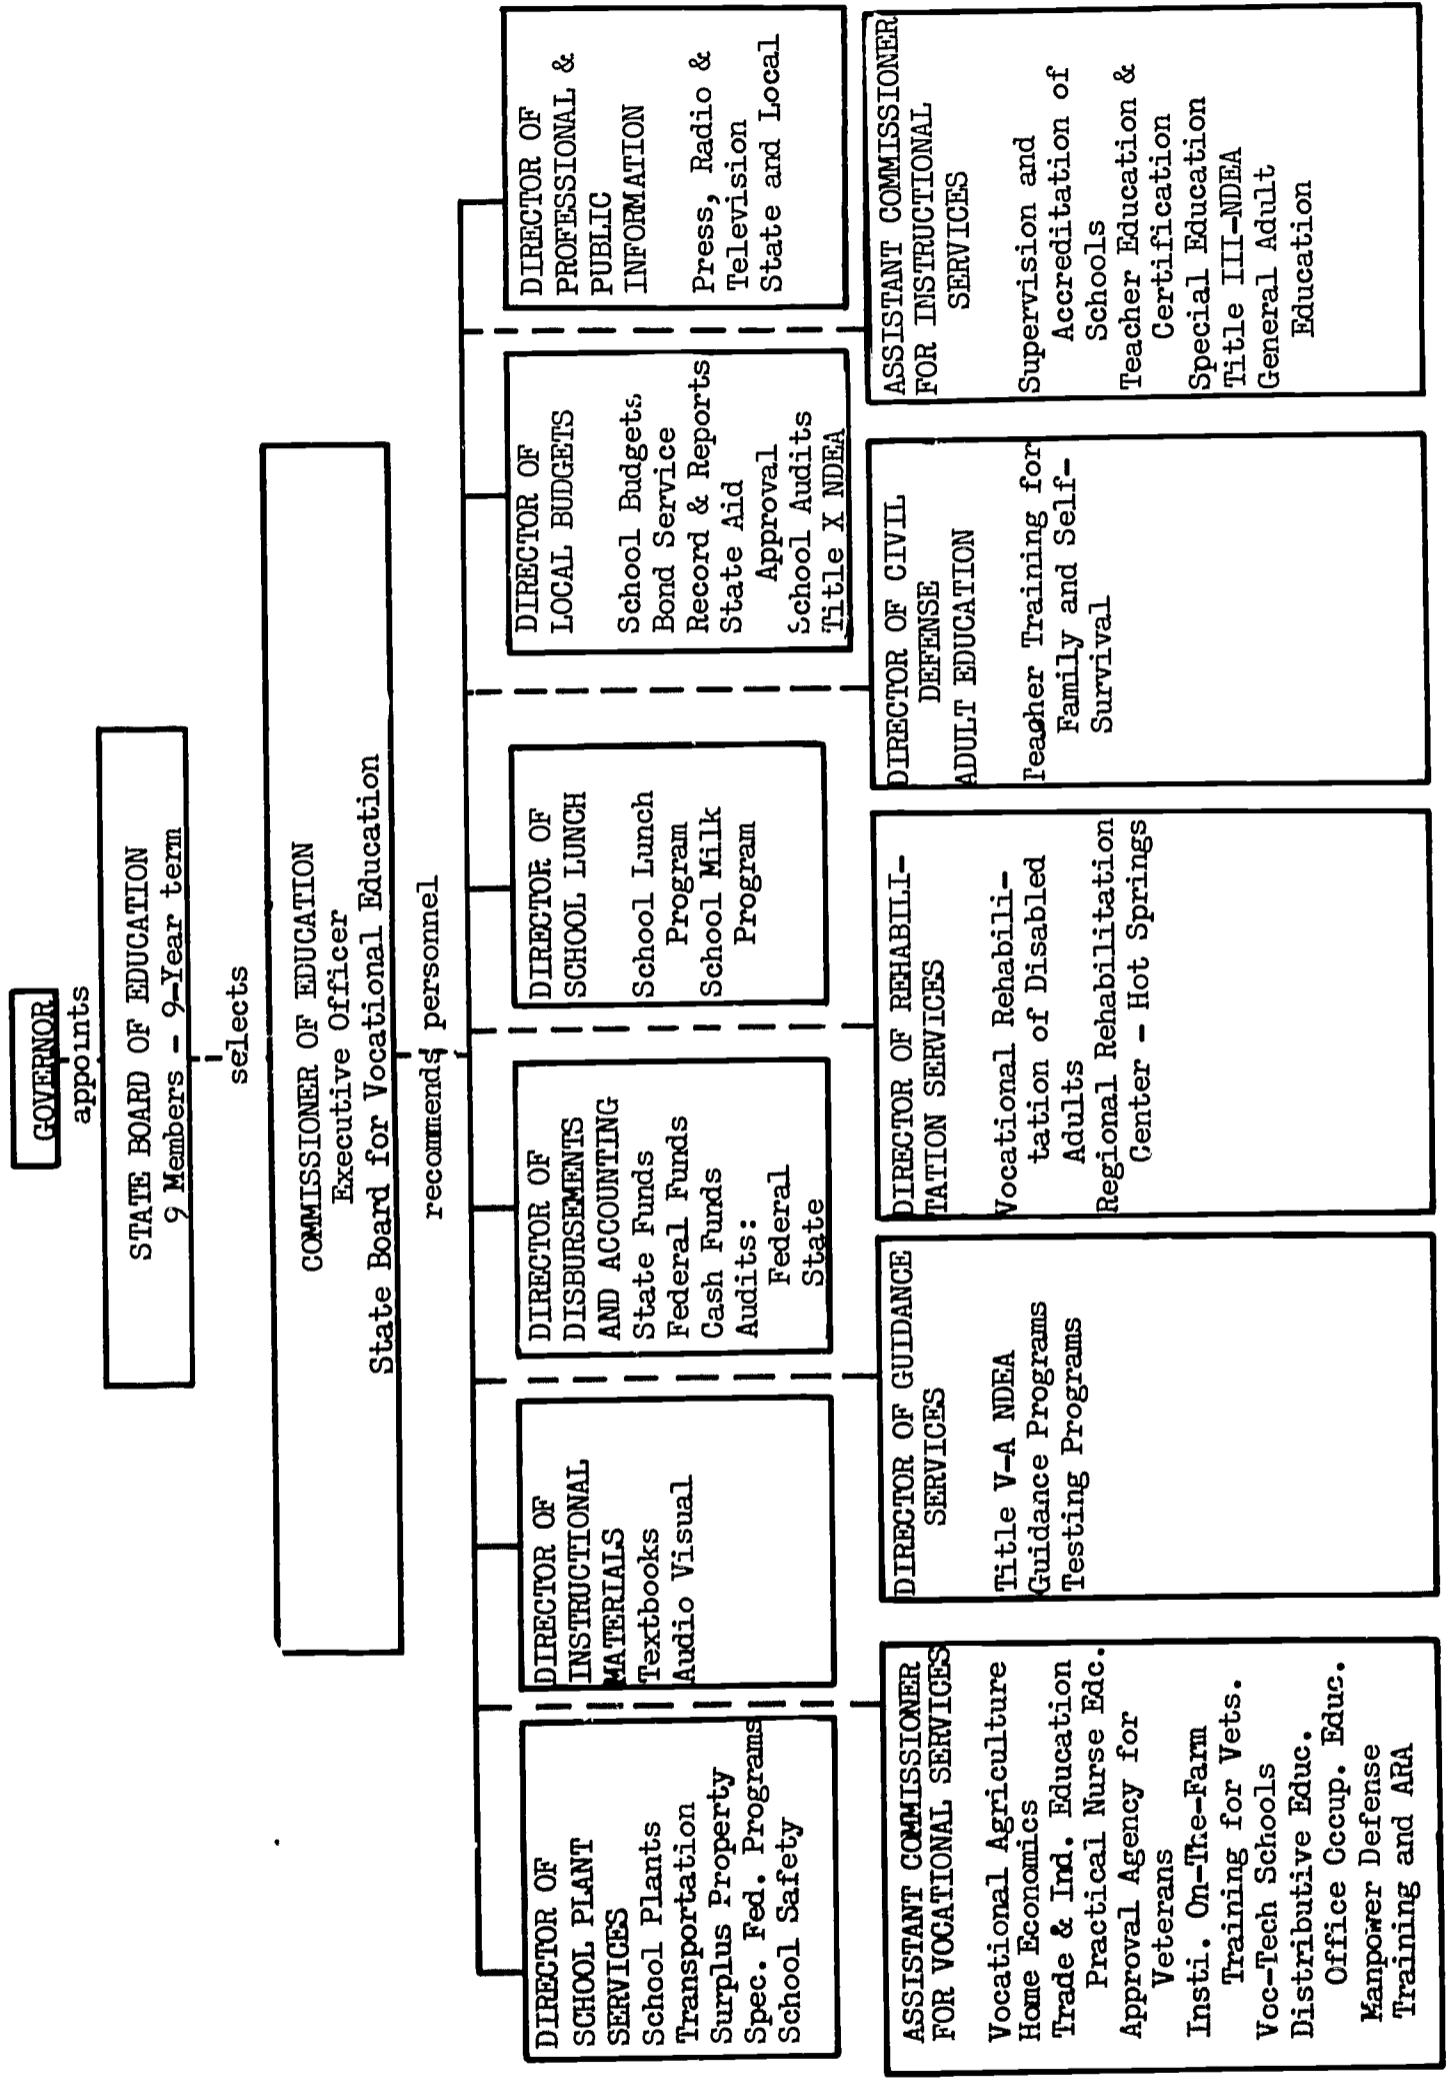 GOVERNOR
appoints
STATE BOARD OF EDUCATION
9 Members - 9-Year term
selects
COMMISSIONER OF EDUCATION
Executive Officer
State Board for Vocational Education
recommends personnel
DIRECTOR OF
SCHOOL PLANT
SERVICES
School Plants
Transportation
Surplus Property
Spec. Fed. Programs
School Safety
DIRECTOR OF
INSTRUCTIONAL
MATERIALS
Textbooks
Audio Visual
DIRECTOR OF
DISBURSEMENTS
AND ACCOUNTING
State Funds
Federal Funds
Cash Funds
Audits:
Federal
State
DIRECTOR OF
SCHOOL LUNCH
School Lunch
Program
School Milk
Program
DIRECTOR OF
LOCAL BUDGETS
School Budgets
Bond Service
Record & Reports
State Aid
Approval
School Audits
Title X NDEA
DIRECTOR OF
PROFESSIONAL &
PUBLIC
INFORMATION
Press, Radio &
Television
State and Local
ASSISTANT COMMISSIONER
FOR VOCATIONAL SERVICES
Vocational Agriculture
Home Economics
Trade & Ind. Education
Practical Nurse Edc.
Approval Agency for
Veterans
Insti. On-The-Farm
Training for Vets.
Voc-Tech Schools
Distributive Educ.
Office Occup. Educ.
Manpower Defense
Training and ARA
DIRECTOR OF GUIDANCE
SERVICES
Title V-A NDEA
Guidance Programs
Testing Programs
DIRECTOR OF REHABILI-
TATION SERVICES
Vocational Rehabili-
tation of Disabled
Adults
Regional Rehabilitation
Center - Hot Springs
DIRECTOR OF CIVIL
DEFENSE
ADULT EDUCATION
Teacher Training for
Family and Self-
Survival
ASSISTANT COMMISSIONER
FOR INSTRUCTIONAL
SERVICES
Supervision and
Accreditation of
Schools
Teacher Education &
Certification
Special Education
Title III-NDEA
General Adult
Education